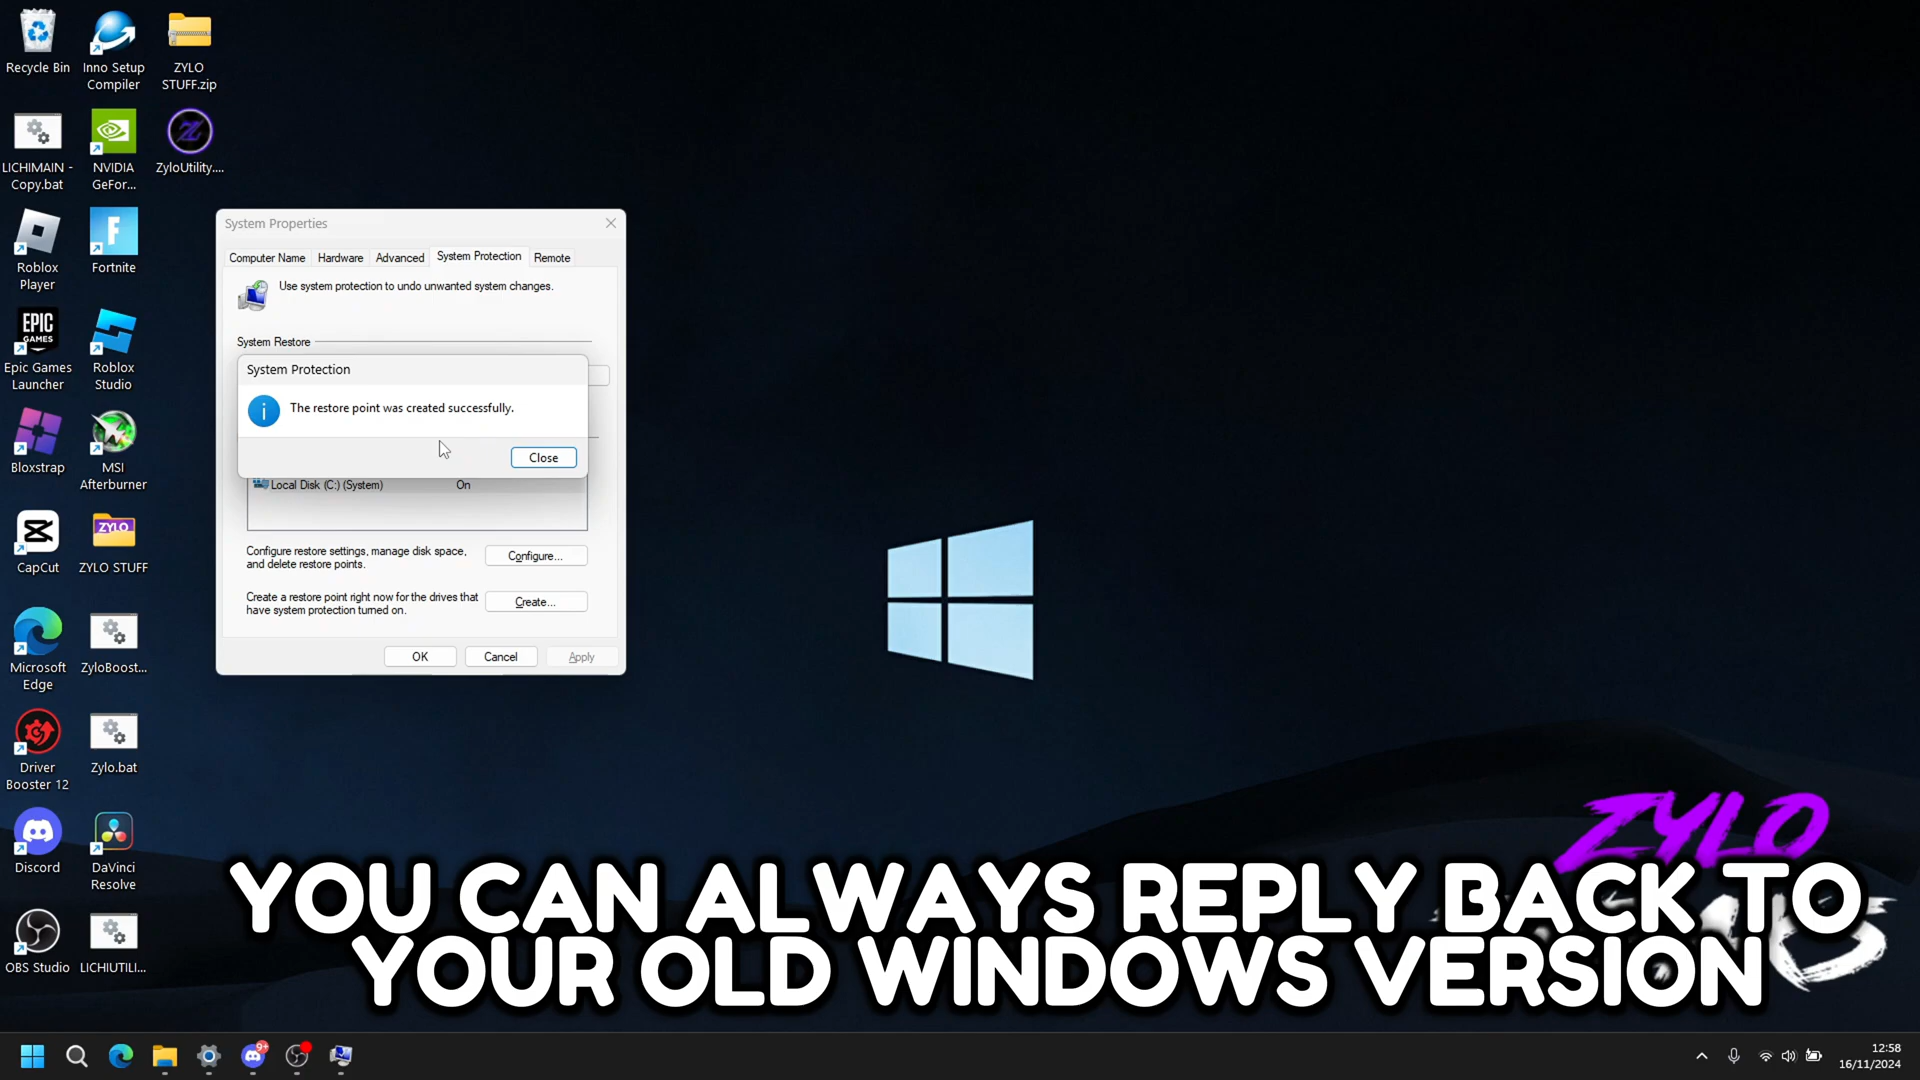 Recycle Bin
Inno Setup
Compiler
ZYLO
STUFF.zip
LICHIMAIN -
Copy.bat
NVIDIA
GeFor...
ZyloUtility....
Roblox
Player
Fortnite
EPIC
GAMES
Epic Games
Launcher
Roblox
Studio
Bloxstrap
MSI
Afterburner
CapCut
ZYLO
ZYLO STUFF
Microsoft
Edge
ZyloBoost...
Driver
Booster 12
Zylo.bat
Discord
DaVinci
Resolve
OBS Studio
LICHIUTILI...
System Properties
Computer Name
Hardware
Advanced
System Protection
Remote
Use system protection to undo unwanted system changes.
System Restore
System Protection
The restore point was created successfully.
Close
Local Disk (C:) (System)
On
Configure restore settings, manage disk space,
and delete restore points.
Configure...
Create a restore point right now for the drives that
have system protection turned on.
Create...
OK
Cancel
Apply
ZYLO
YOU CAN ALWAYS REPLY BACK TO
YOUR OLD WINDOWS VERSION
9+
12:58
16/11/2024